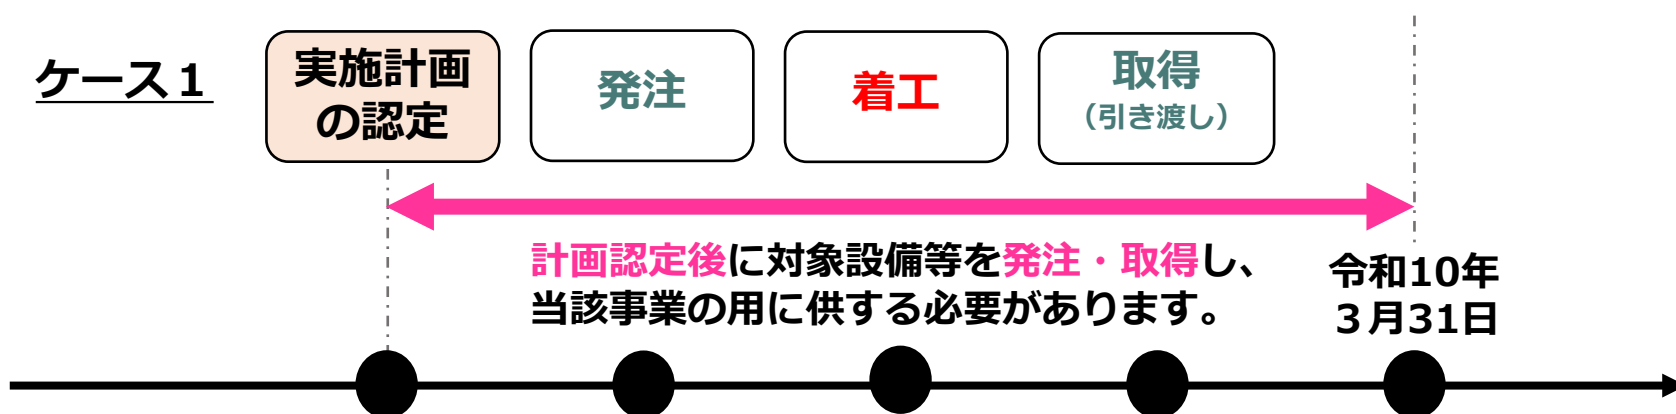 ケース１
実施計画
の認定
発注
着工
取得
（引き渡し）
計画認定後に対象設備等を発注・取得し、
当該事業の用に供する必要があります。
令和10年
３月31日